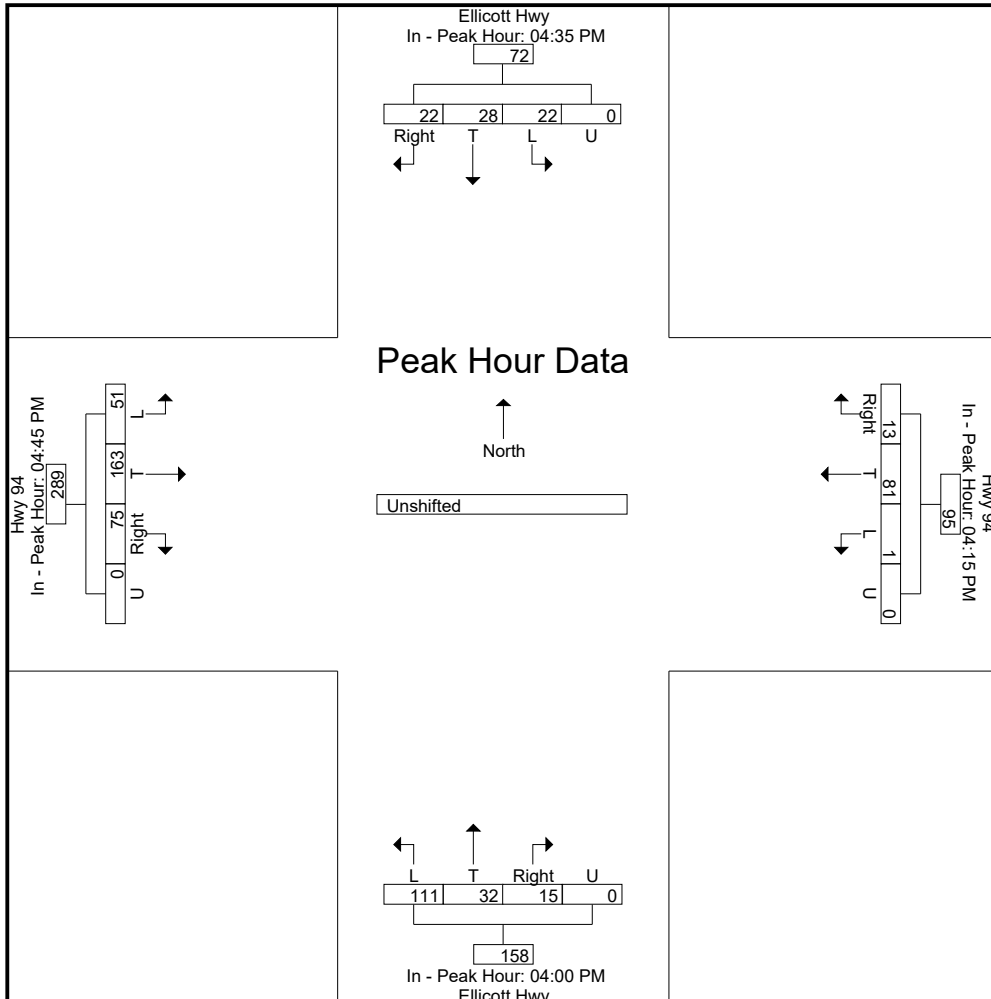 Ellicott Hwy
In - Peak Hour: 04:35 PM
72
22 28 22 0
Right T L U
Peak Hour Data
North
Unshifted
Hwy 94
In - Peak Hour: 04:45 PM
289
51 163 75 0
L T Right U
Hwy 94
In - Peak Hour: 04:15 PM
95
13 81 1 0
Right T L U
L T Right U
111 32 15 0
158
In - Peak Hour: 04:00 PM
Ellicott Hwy